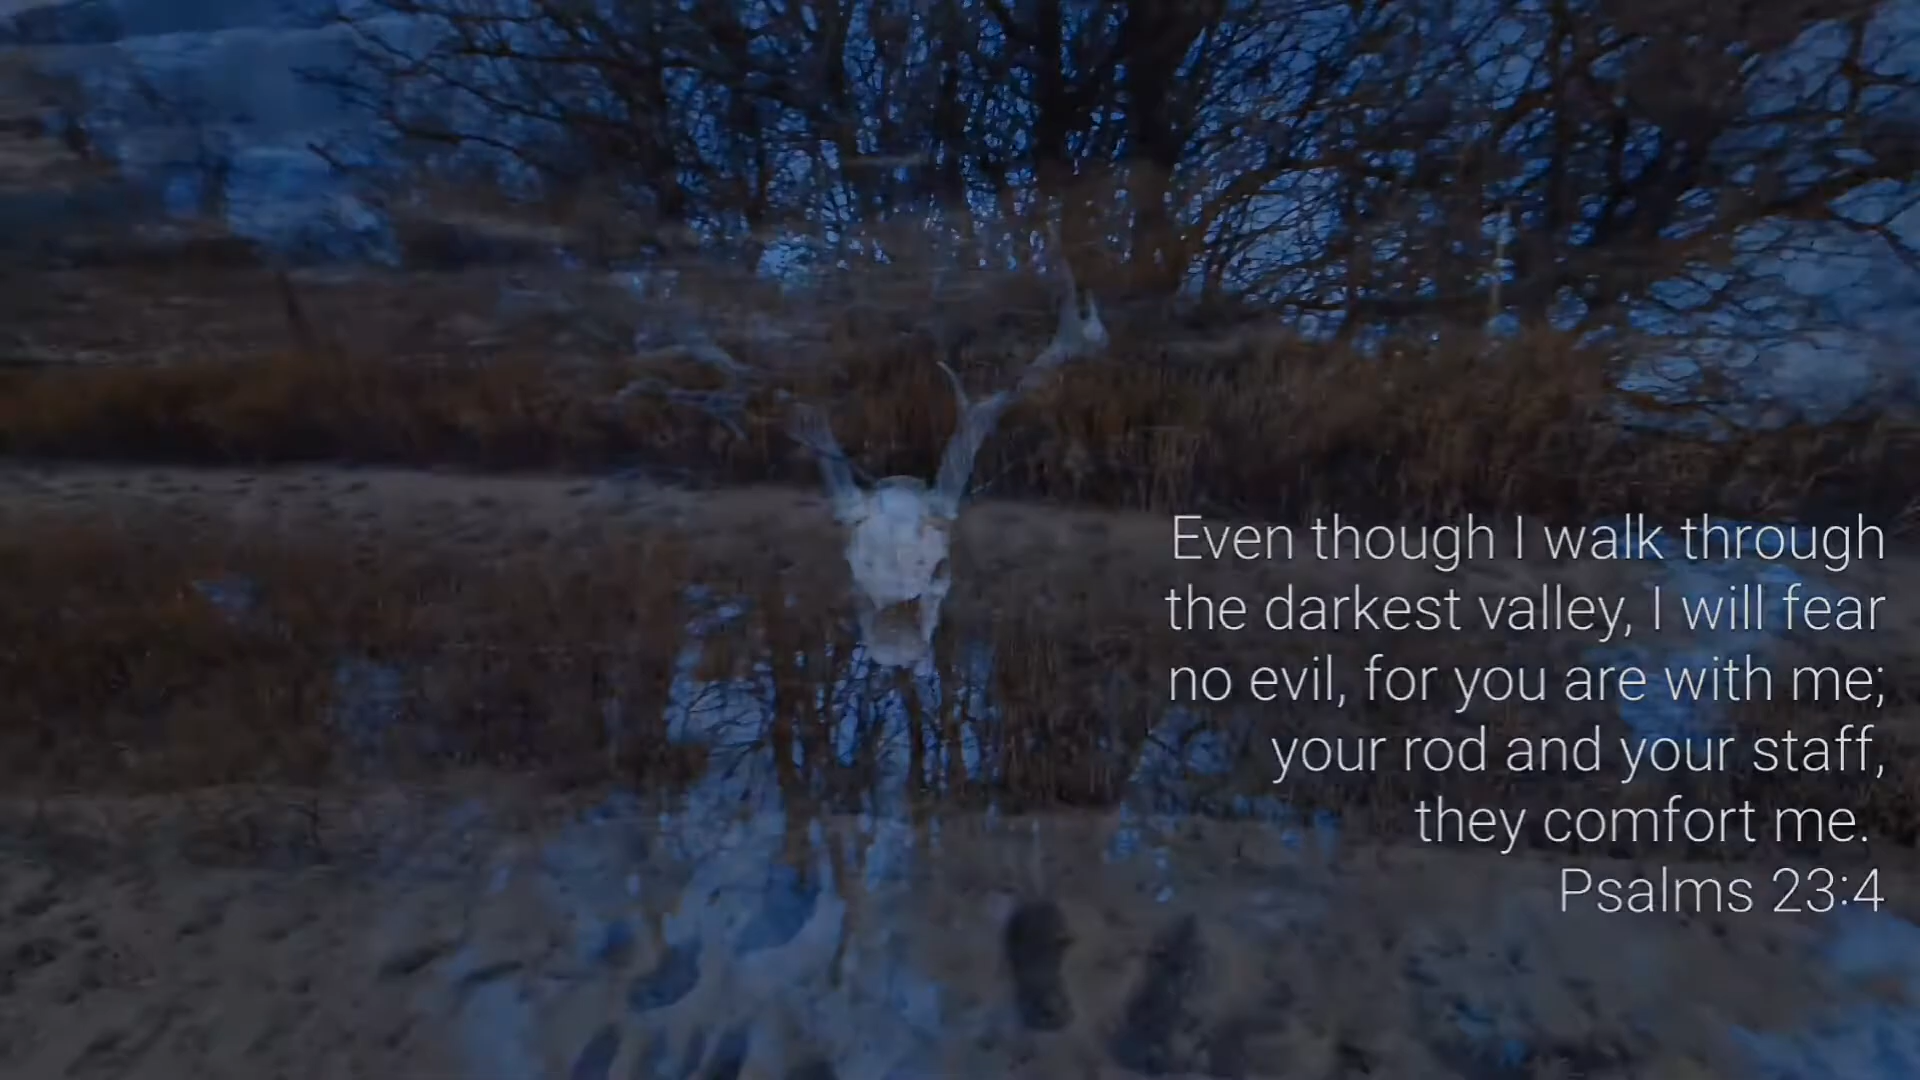 Even though I walk through
the darkest valley, I will fear
no evil, for you are with me;
your rod and your staff,
they comfort me.
Psalms 23:4